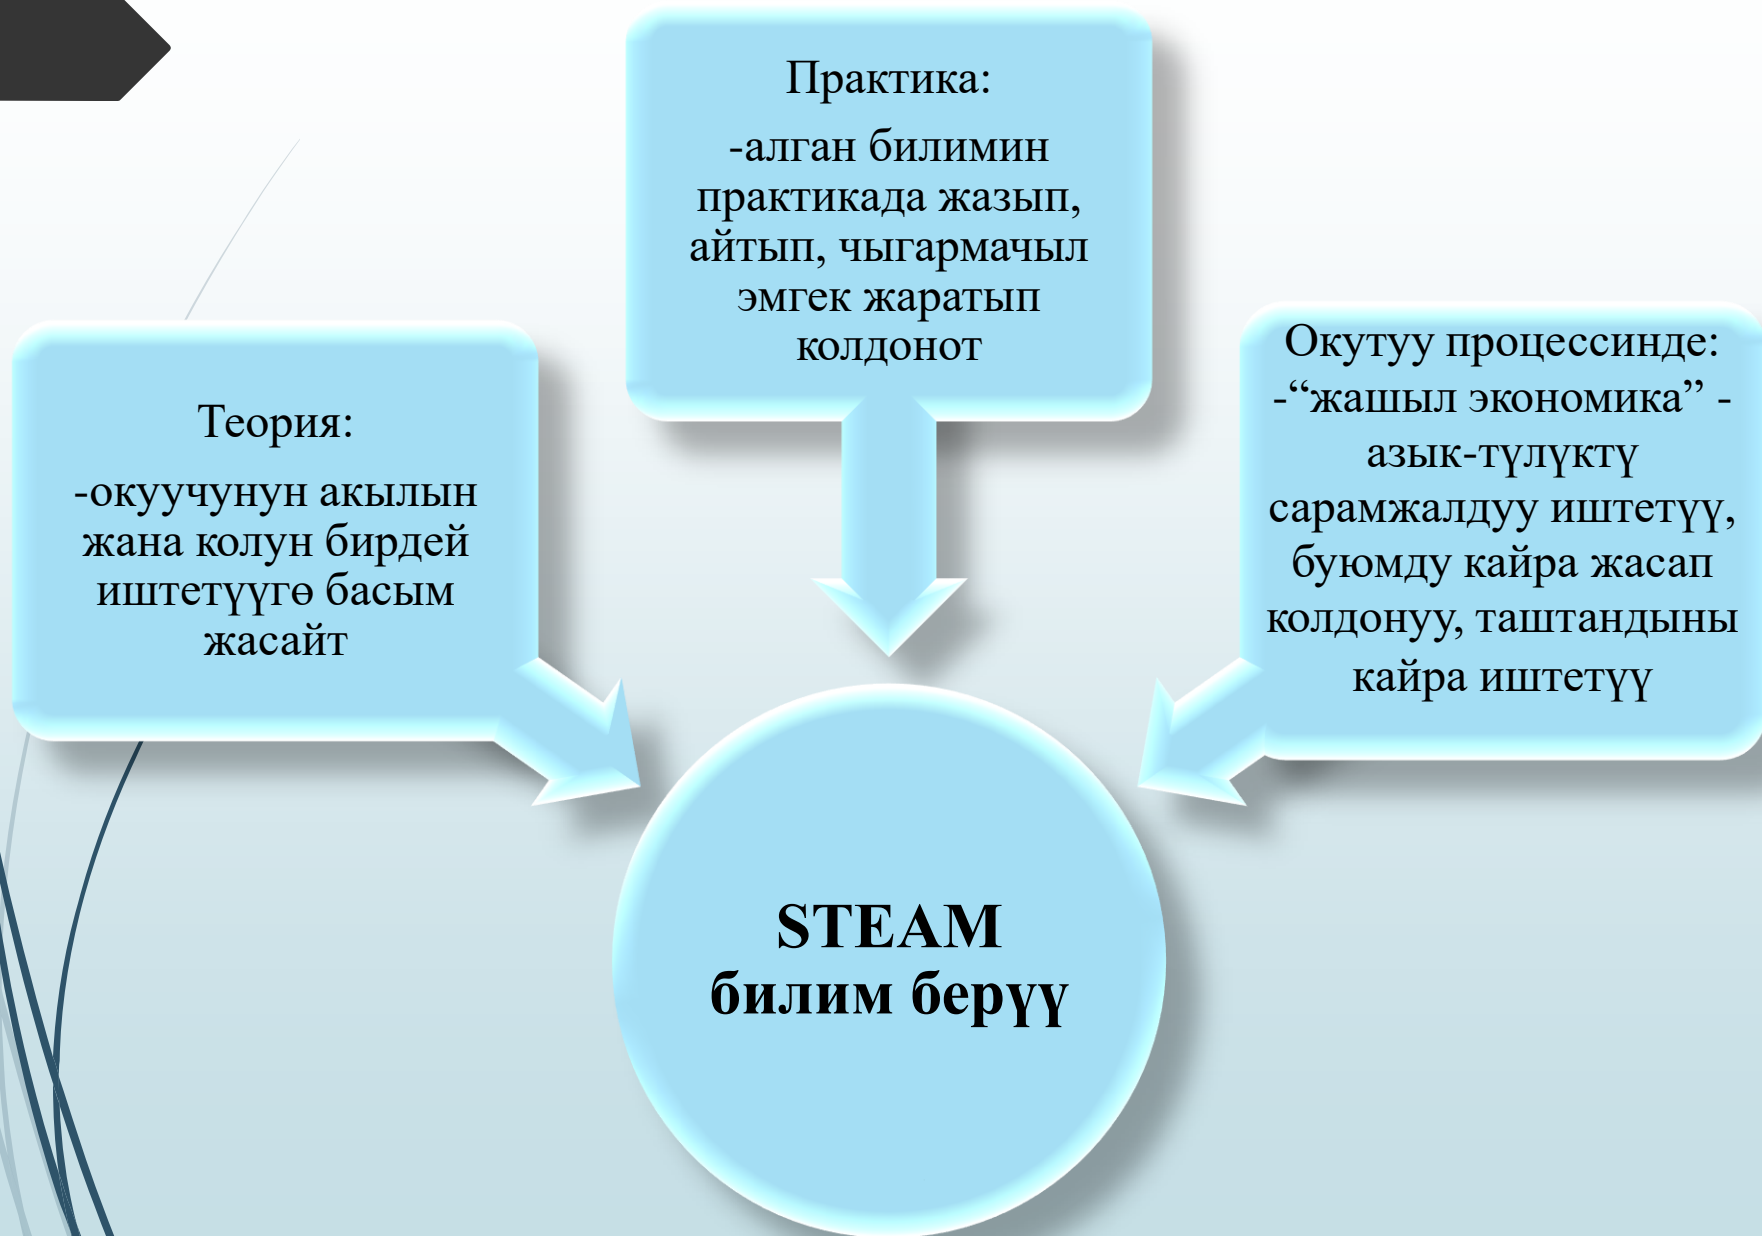 Практика:
-алган билимин
практикада жазып,
айтып, чыгармачыл
эмгек жаратып
колдонот
Теория:
-окуучунун акылын
жана колун бирдей
иштетүүгө басым
жасайт
Окутуу процессинде:
-“жашыл экономика” -
азык-түлүктү
сарамжалдуу иштетүү,
буюмду кайра жасап
колдонуу, таштандыны
кайра иштетүү
STEAM
билим берүү